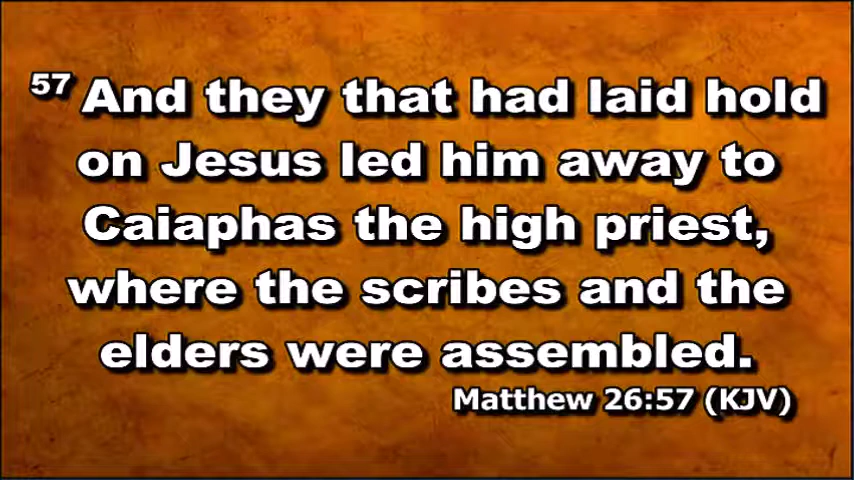 57 And they that had laid hold
on Jesus led him away to
Caiaphas the high priest,
where the scribes and the
elders were assembled.
Matthew 26:57 (KJV)